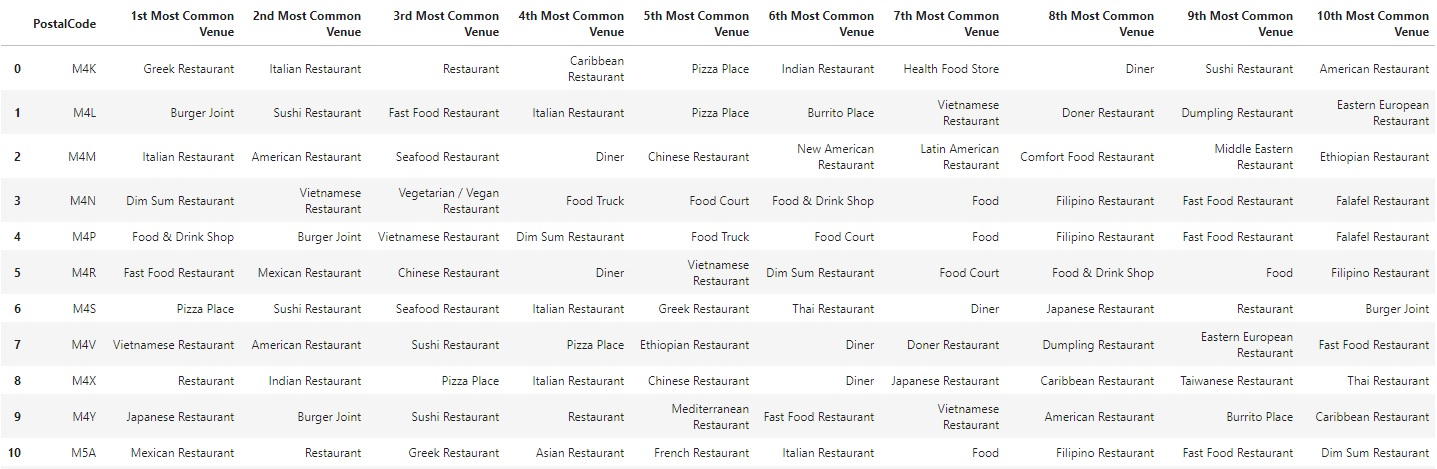 PostalCode 1st Most Common Venue 2nd Most Common Venue 3rd Most Common Venue 4th Most Common Venue 5th Most Common Venue 6th Most Common Venue 7th Most Common Venue 8th Most Common Venue 9th Most Common Venue 10th Most Common Venue
0 M4K Greek Restaurant Italian Restaurant Restaurant Caribbean Restaurant Pizza Place Indian Restaurant Health Food Store Diner Sushi Restaurant American Restaurant
1 M4L Burger Joint Sushi Restaurant Fast Food Restaurant Italian Restaurant Pizza Place Burrito Place Vietnamese Restaurant Doner Restaurant Dumpling Restaurant Eastern European Restaurant
2 M4M Italian Restaurant American Restaurant Seafood Restaurant Diner Chinese Restaurant New American Restaurant Latin American Restaurant Comfort Food Restaurant Middle Eastern Restaurant Ethiopian Restaurant
3 M4N Dim Sum Restaurant Vietnamese Restaurant Vegetarian / Vegan Restaurant Food Truck Food Court Food & Drink Shop Food Filipino Restaurant Fast Food Restaurant Falafel Restaurant
4 M4P Food & Drink Shop Burger Joint Vietnamese Restaurant Dim Sum Restaurant Food Truck Food Court Food Filipino Restaurant Fast Food Restaurant Falafel Restaurant
5 M4R Fast Food Restaurant Mexican Restaurant Chinese Restaurant Diner Vietnamese Restaurant Dim Sum Restaurant Food Court Food & Drink Shop Food Filipino Restaurant
6 M4S Pizza Place Sushi Restaurant Seafood Restaurant Italian Restaurant Greek Restaurant Thai Restaurant Diner Japanese Restaurant Restaurant Burger Joint
7 M4V Vietnamese Restaurant American Restaurant Sushi Restaurant Pizza Place Ethiopian Restaurant Diner Doner Restaurant Dumpling Restaurant Eastern European Restaurant Fast Food Restaurant
8 M4X Restaurant Indian Restaurant Pizza Place Italian Restaurant Chinese Restaurant Diner Japanese Restaurant Caribbean Restaurant Taiwanese Restaurant Thai Restaurant
9 M4Y Japanese Restaurant Burger Joint Sushi Restaurant Restaurant Mediterranean Restaurant Fast Food Restaurant Vietnamese Restaurant American Restaurant Burrito Place Caribbean Restaurant
10 M5A Mexican Restaurant Restaurant Greek Restaurant Asian Restaurant French Restaurant Italian Restaurant Food Filipino Restaurant Fast Food Restaurant Dim Sum Restaurant